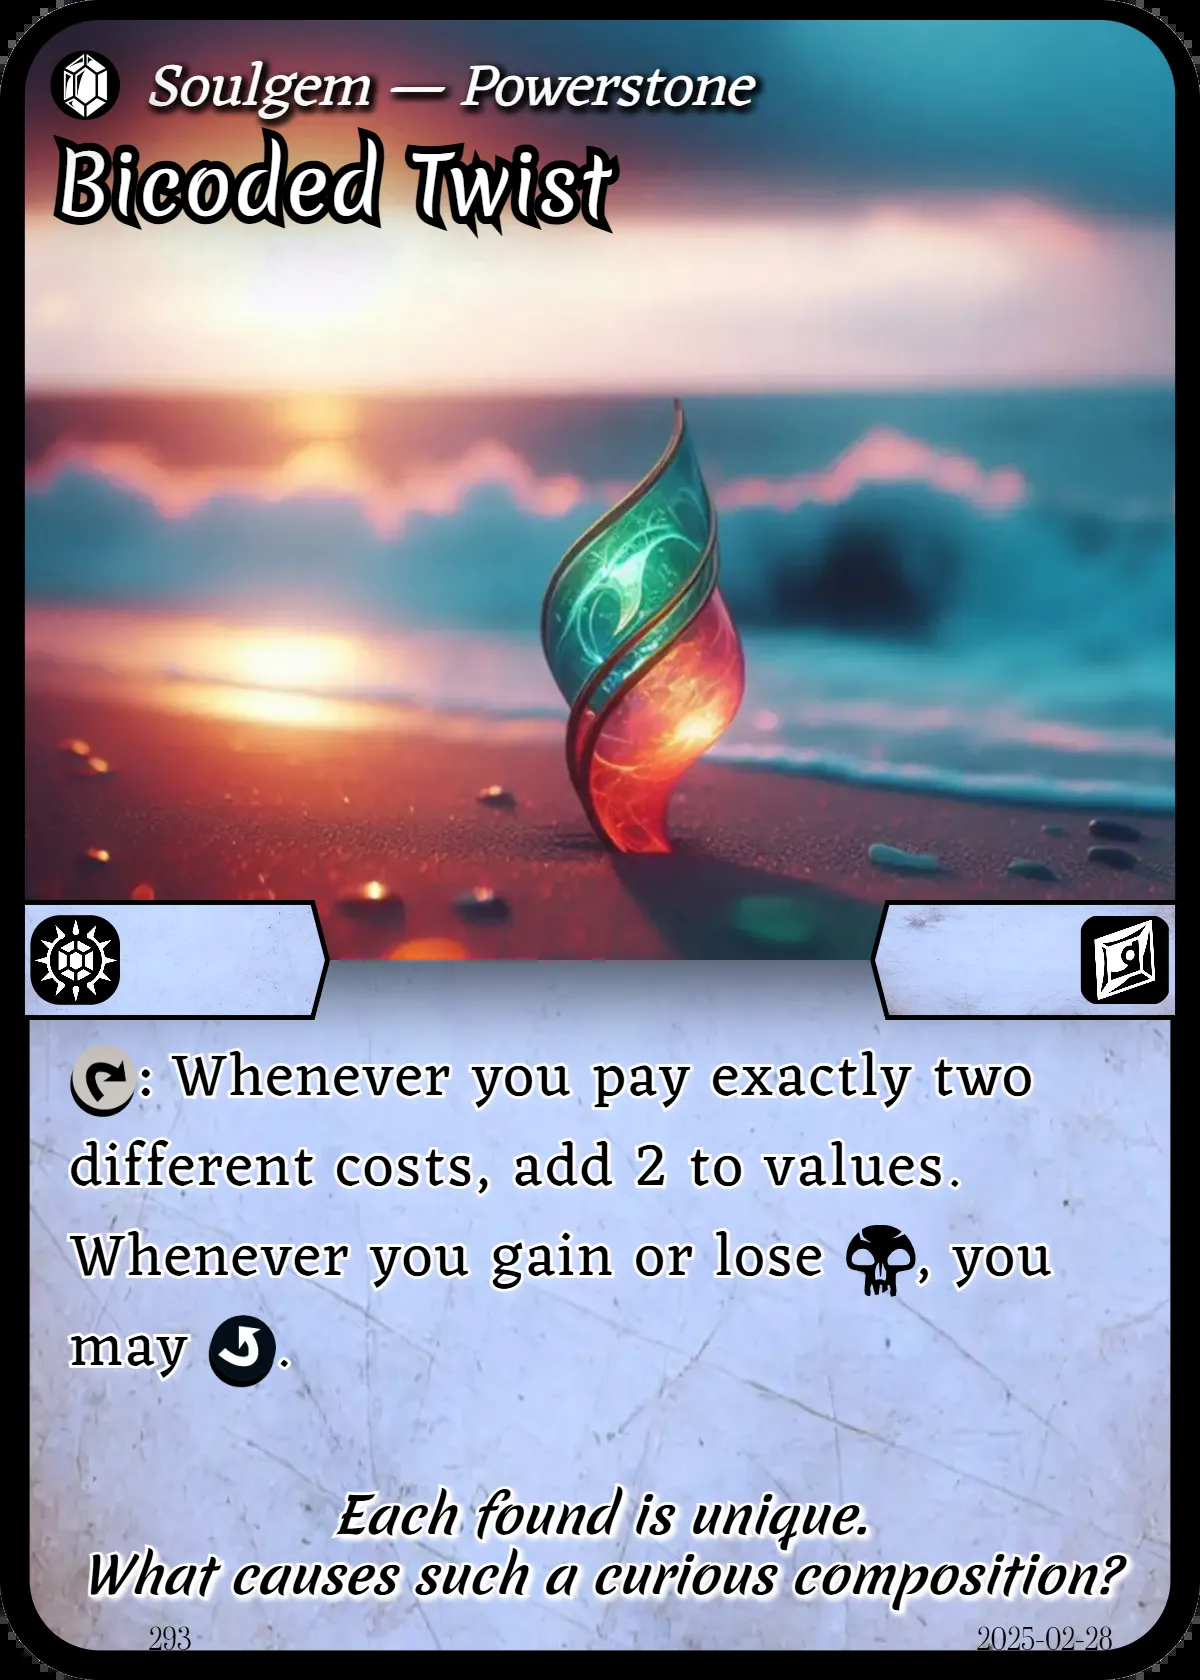 Soulgem — Powerstone
Bicoded Twist
: Whenever you pay exactly two
different costs, add 2 to values.
Whenever you gain or lose , you
may .
Each found is unique.
What causes such a curious composition?
293
2025-02-28